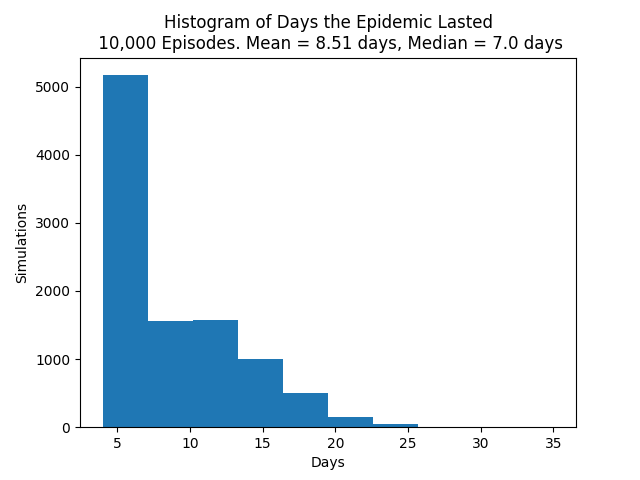 Histogram of Days the Epidemic Lasted
10,000 Episodes. Mean = 8.51 days, Median = 7.0 days
Simulations
5000
4000
3000
2000
1000
0
5 10 15 20 25 30 35
Days